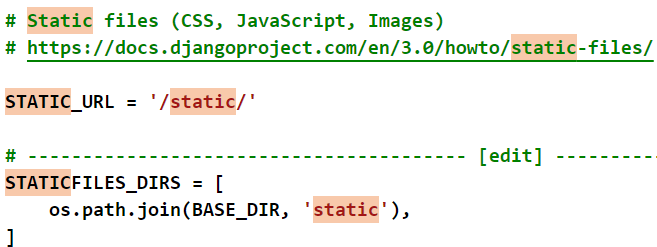 # Static files (CSS, JavaScript, Images)
# https://docs.djangoproject.com/en/3.0/howto/static-files/
STATIC_URL = '/static/'
# ---------------------------------------- [edit] ----------
STATICFILES_DIRS = [
    os.path.join(BASE_DIR, 'static'),
]